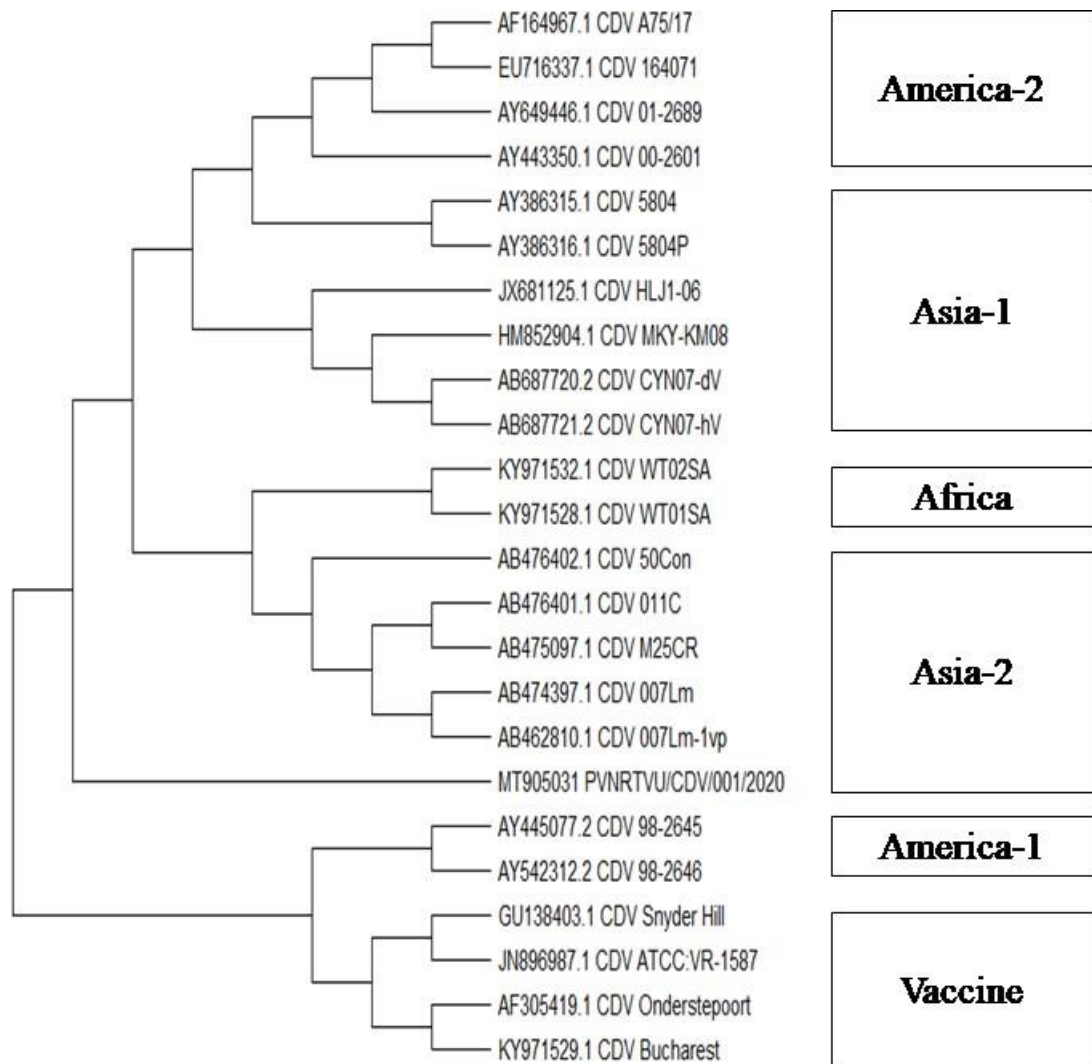 AF164967.1 CDV A75/17
EU716337.1 CDV 164071
AY649446.1 CDV 01-2689
AY443350.1 CDV 00-2601
America-2
AY386315.1 CDV 5804
AY386316.1 CDV 5804P
JX681125.1 CDV HLJ1-06
HM852904.1 CDV MKY-KM08
AB687720.2 CDV CYN07-dV
AB687721.2 CDV CYN07-hV
Asia-1
KY971532.1 CDV WT02SA
KY971528.1 CDV WT01SA
Africa
AB476402.1 CDV 50Con
AB476401.1 CDV 011C
AB475097.1 CDV M25CR
AB474397.1 CDV 007Lm
AB462810.1 CDV 007Lm-1vp
MT905031 PVNRTVU/CDV/001/2020
Asia-2
AY445077.2 CDV 98-2645
AY542312.2 CDV 98-2646
America-1
GU138403.1 CDV Snyder Hill
JN896987.1 CDV ATCC:VR-1587
AF305419.1 CDV Onderstepoort
KY971529.1 CDV Bucharest
Vaccine